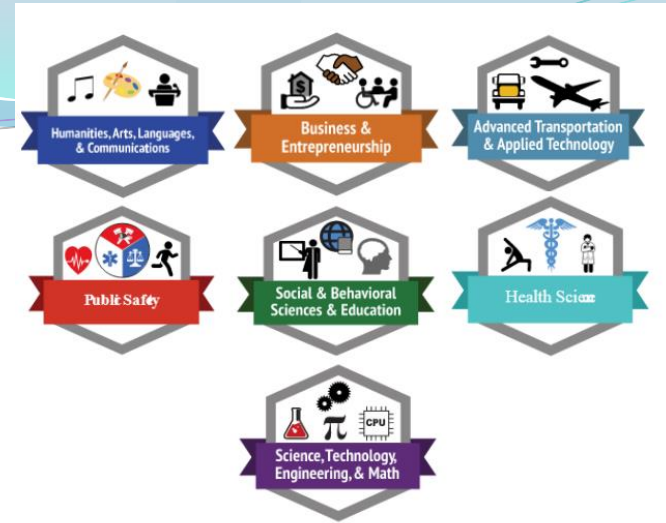 Humanities, Arts, Languages,
& Communications
$
Business &
Entrepreneurship
Advanced Transportation
& Applied Technology
Public Safety
Social & Behavioral
Sciences & Education
Health Science
CPU
π
Science, Technology,
Engineering, & Math